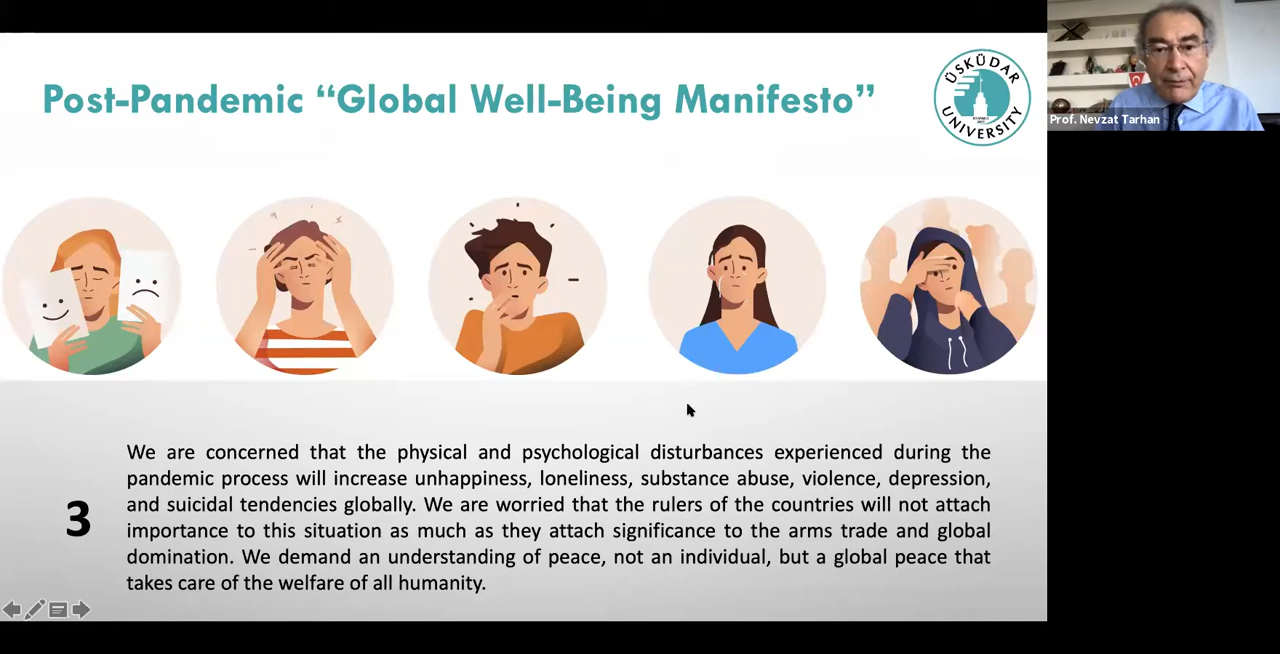 Post-Pandemic “Global Well-Being Manifesto”
ÜSKÜDAR
UNIVERSITY
Prof. Nevzat Tarhan
We are concerned that the physical and psychological disturbances experienced during the
pandemic process will increase unhappiness, loneliness, substance abuse, violence, depression,
and suicidal tendencies globally. We are worried that the rulers of the countries will not attach
3
importance to this situation as much as they attach significance to the arms trade and global
domination. We demand an understanding of peace, not an individual, but a global peace that
takes care of the welfare of all humanity.